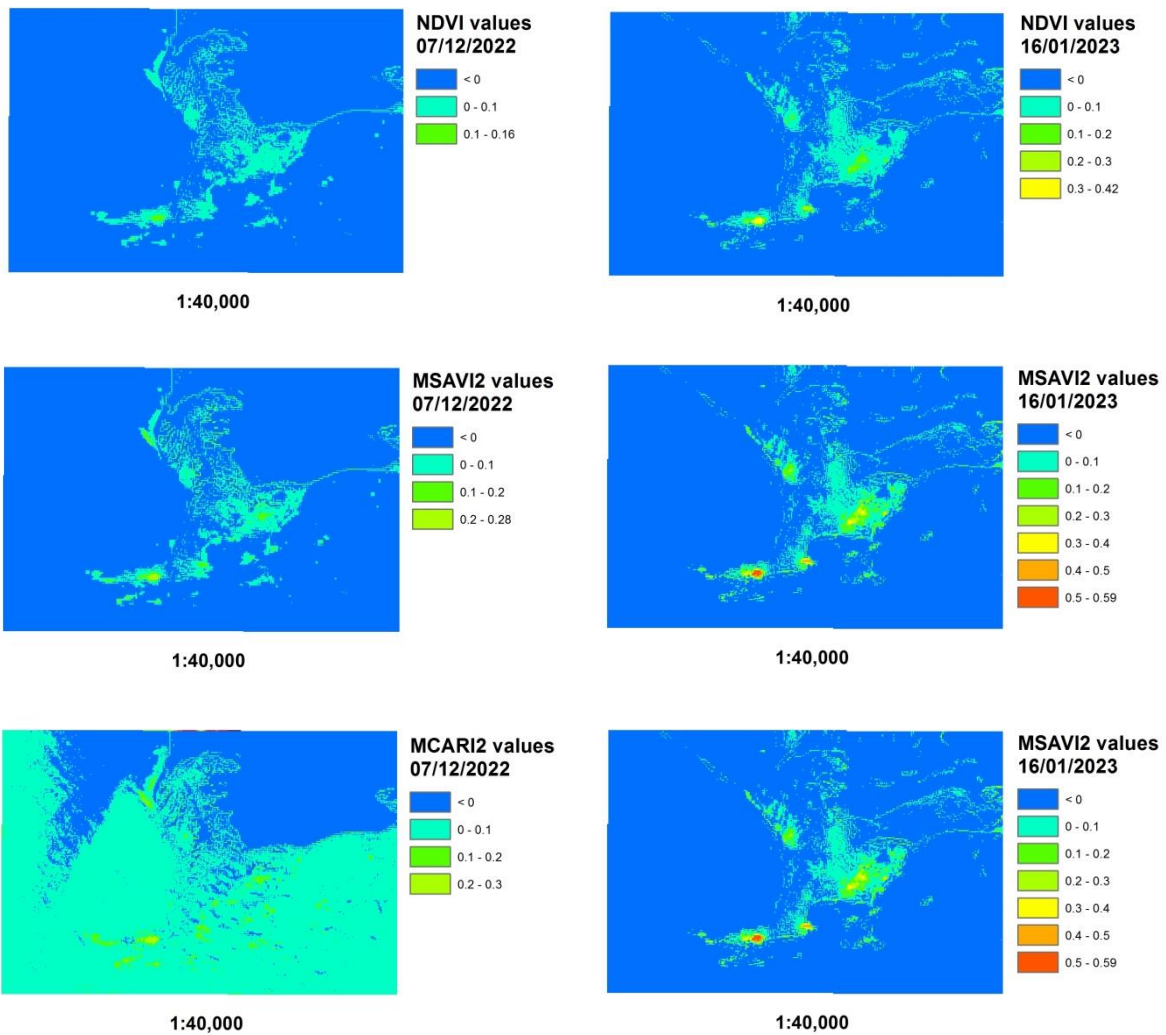 NDVI values
07/12/2022
< 0
0 - 0.1
0.1 - 0.16
1:40,000
NDVI values
16/01/2023
< 0
0 - 0.1
0.1 - 0.2
0.2 - 0.3
0.3 - 0.42
1:40,000
MSAVI2 values
07/12/2022
< 0
0 - 0.1
0.1 - 0.2
0.2 - 0.28
1:40,000
MSAVI2 values
16/01/2023
< 0
0 - 0.1
0.1 - 0.2
0.2 - 0.3
0.3 - 0.4
0.4 - 0.5
0.5 - 0.59
1:40,000
MCARI2 values
07/12/2022
< 0
0 - 0.1
0.1 - 0.2
0.2 - 0.3
1:40,000
MSAVI2 values
16/01/2023
< 0
0 - 0.1
0.1 - 0.2
0.2 - 0.3
0.3 - 0.4
0.4 - 0.5
0.5 - 0.59
1:40,000